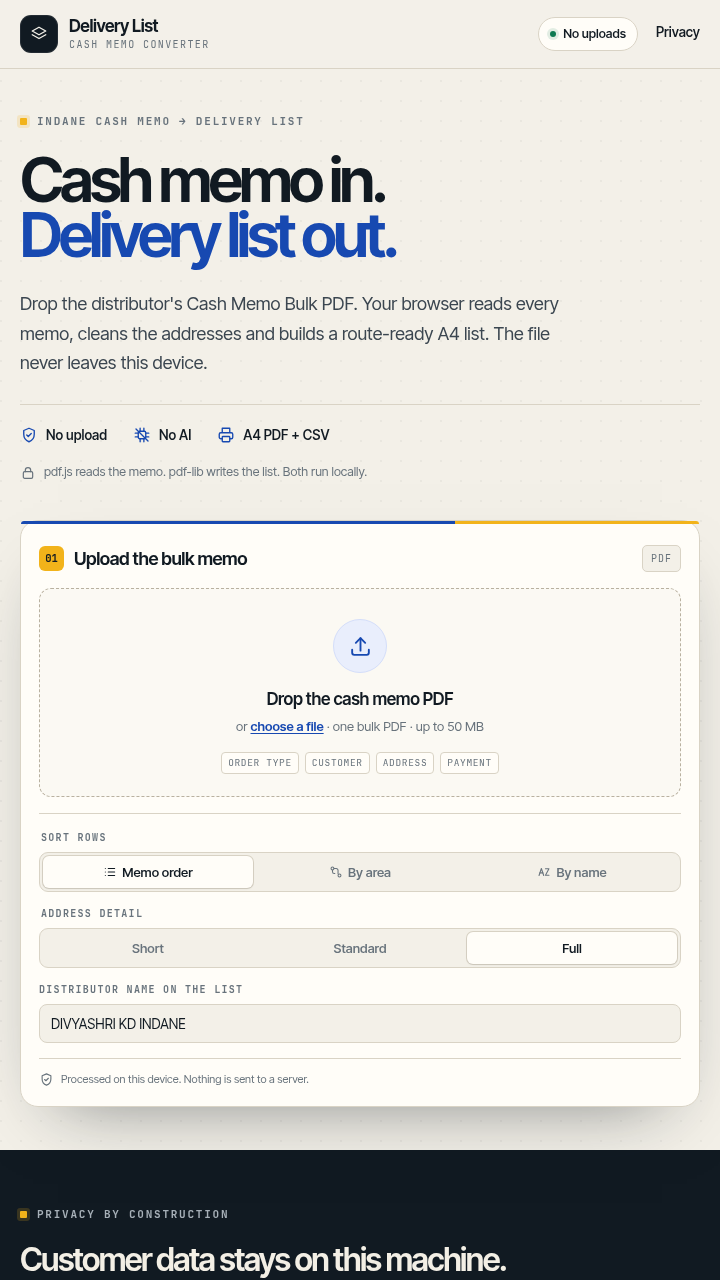 Delivery List
CASH MEMO CONVERTER
No uploads
Privacy
INDANE CASH MEMO → DELIVERY LIST
Cash memo in.
Delivery list out.
Drop the distributor's Cash Memo Bulk PDF. Your browser reads every
memo, cleans the addresses and builds a route-ready A4 list. The file
never leaves this device.
No upload
No AI
A4 PDF + CSV
pdf.js reads the memo. pdf-lib writes the list. Both run locally.
01 Upload the bulk memo
PDF
Drop the cash memo PDF
or choose a file · one bulk PDF · up to 50 MB
ORDER TYPE CUSTOMER ADDRESS PAYMENT
SORT ROWS
Memo order
By area
AZ By name
ADDRESS DETAIL
Short
Standard
Full
DISTRIBUTOR NAME ON THE LIST
DIVYASHRI KD INDANE
Processed on this device. Nothing is sent to a server.
PRIVACY BY CONSTRUCTION
Customer data stays on this machine.